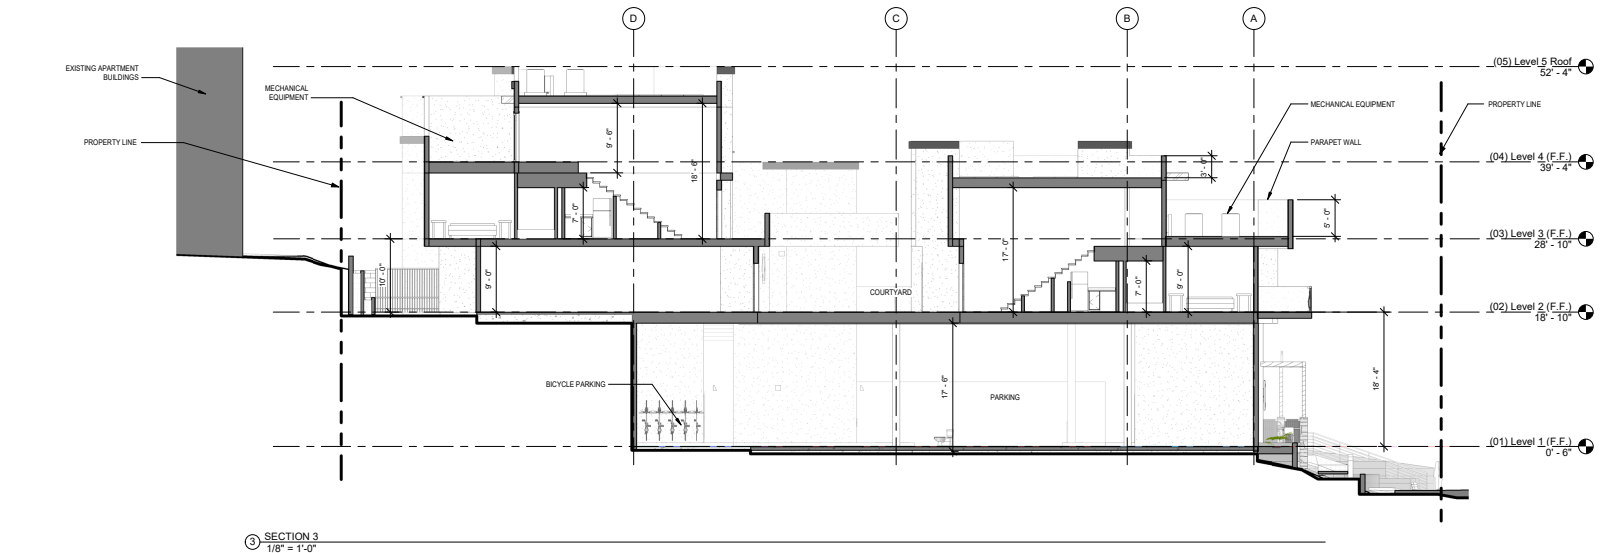 D
C
B
A
EXISTING APARTMENT
BUILDINGS
MECHANICAL
EQUIPMENT
PROPERTY LINE
(05) Level 5 Roof
52' - 4"
MECHANICAL EQUIPMENT
PROPERTY LINE
PARAPET WALL
(04) Level 4 (F.F.)
39' - 4"
9' - 6"
18' - 6"
3' - 0"
7' - 0"
5' - 0"
(03) Level 3 (F.F.)
28' - 10"
10' - 0"
9' - 0"
17' - 0"
7' - 0"
9' - 0"
COURTYARD
(02) Level 2 (F.F.)
18' - 10"
BICYCLE PARKING
17' - 6"
PARKING
18' - 4"
(01) Level 1 (F.F.)
0' - 6"
3
SECTION 3
1/8" = 1'-0"